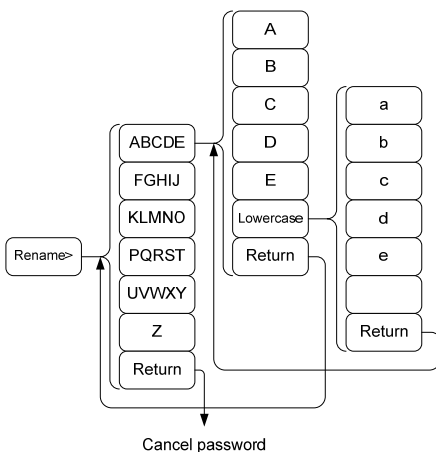 Rename>
ABCDE
FGHIJ
KLMNO
PQRST
UVWXY
Z
Return
A
B
C
D
E
Lowercase
Return
a
b
c
d
e
Return
Cancel password